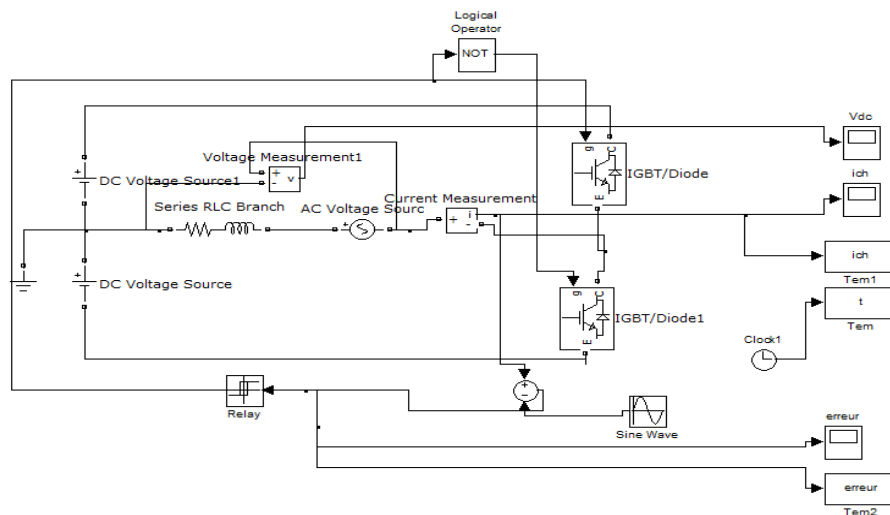 Logical
Operator
NOT
Vdc
g
C
Voltage Measurement1
+
-
v
IGBT/Diode
E
+
DC Voltage Source1
ich
Series RLC Branch
AC Voltage Sourc
Current Measurement
+
+
i
-
ich
Tem1
+
DC Voltage Source
g
C
IGBT/Diode1
E
t
Tem
Clock1
Relay
+
-
Sine Wave
erreur
erreur
Tem2